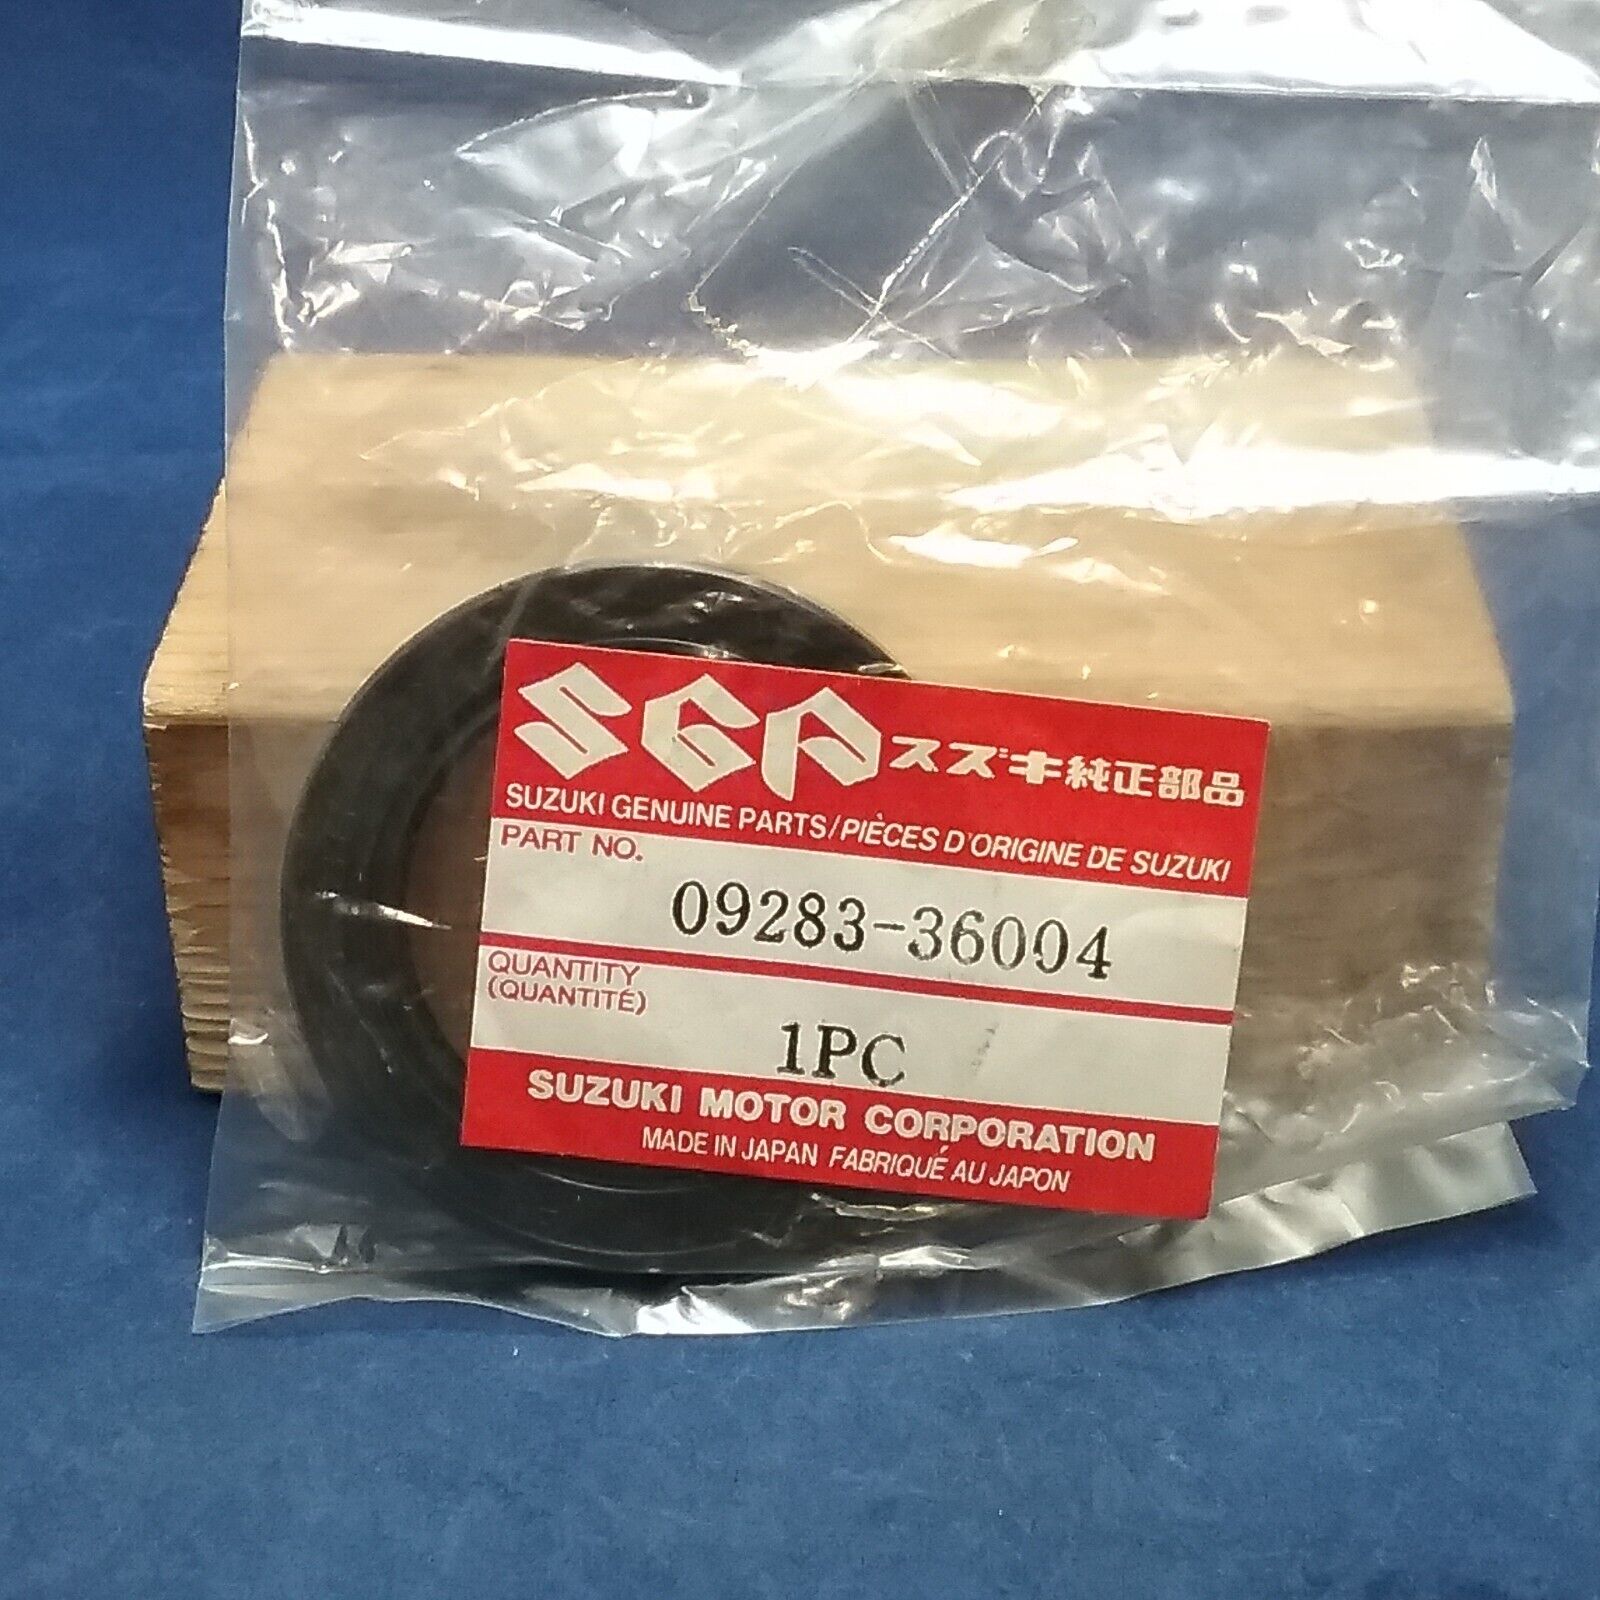 SGP スズキ純正部品
SUZUKI GENUINE PARTS/PIÈCES D'ORIGINE DE SUZUKI
PART NO.
09283-36004
QUANTITY
(QUANTITÉ)
1PC
SUZUKI MOTOR CORPORATION
MADE IN JAPAN FABRIQUÉ AU JAPON